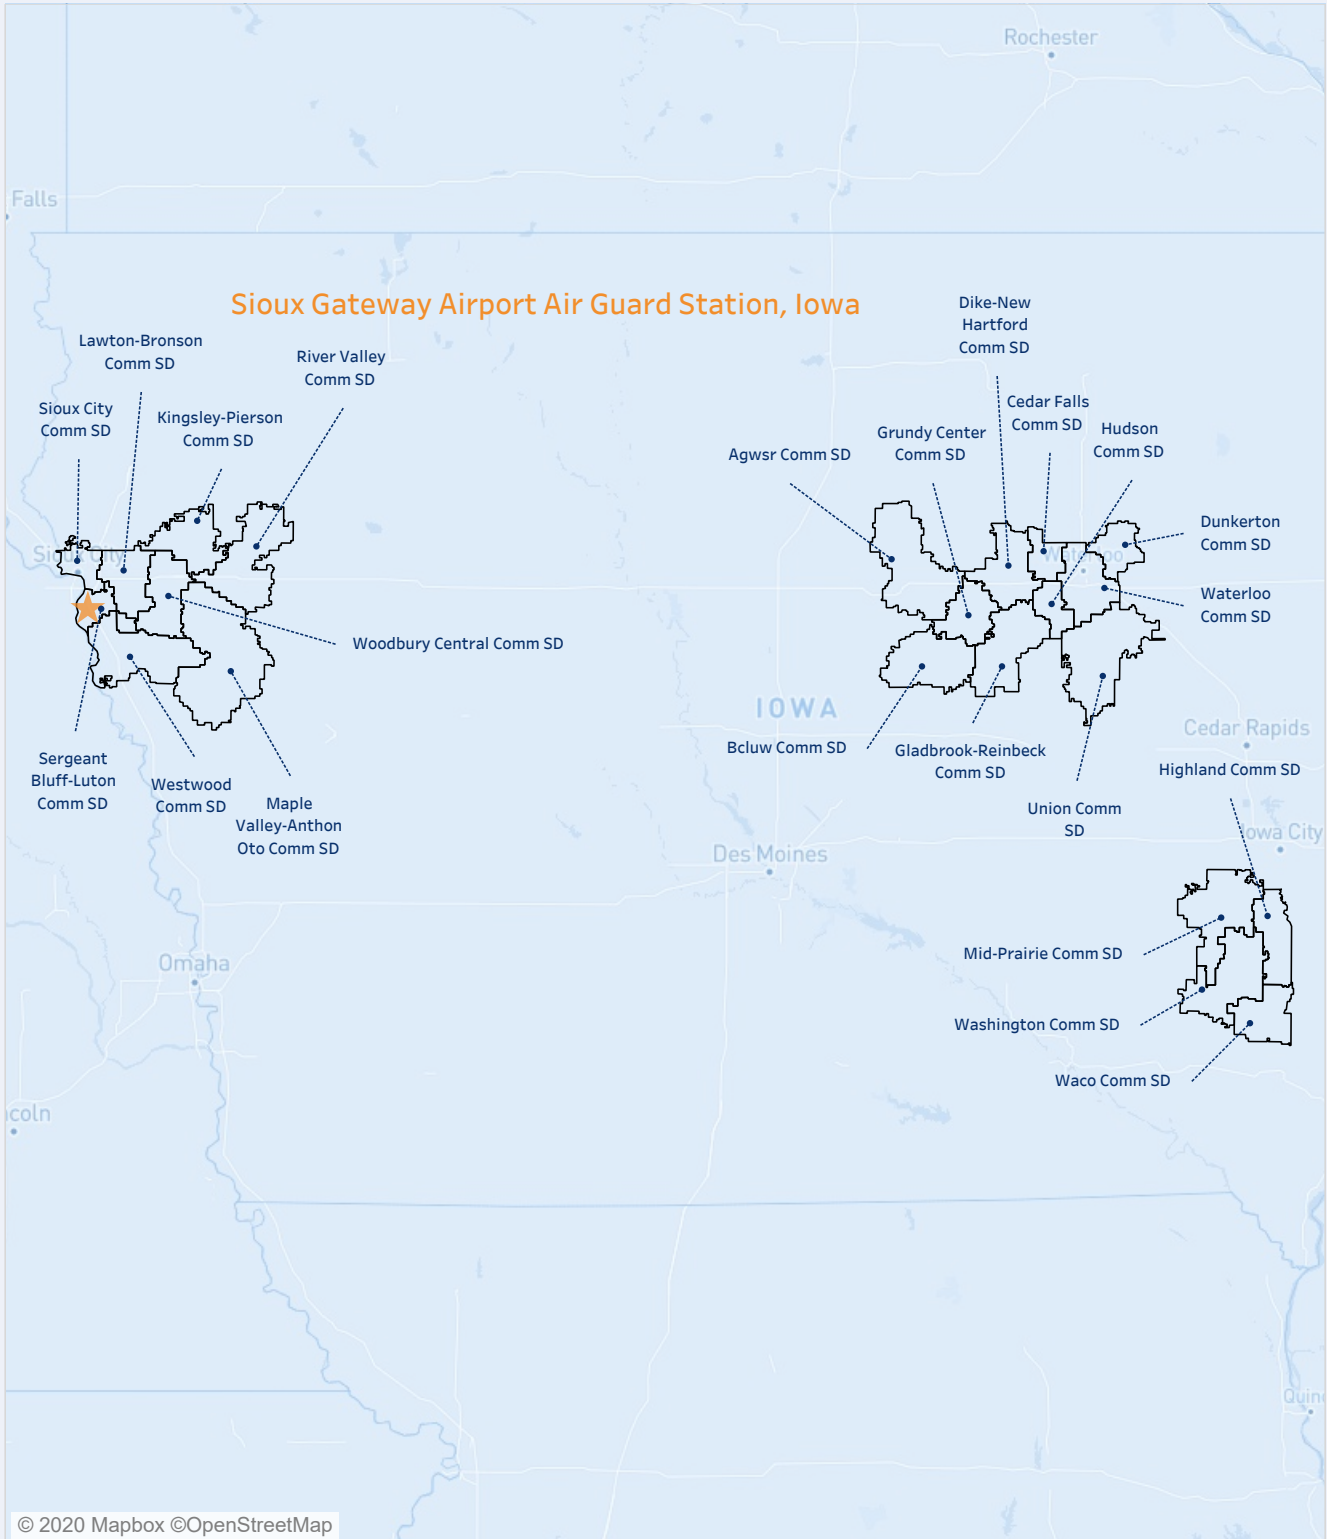 Rochester
Falls
Sioux Gateway Airport Air Guard Station, Iowa
Dike-New
Hartford
Comm SD
Lawton-Bronson
Comm SD
River Valley
Comm SD
Sioux City
Comm SD
Kingsley-Pierson
Comm SD
Cedar Falls
Comm SD
Grundy Center
Comm SD
Hudson
Comm SD
Agwsr Comm SD
Dunkerton
Comm SD
Sioux City
Waterloo
Waterloo
Comm SD
Woodbury Central Comm SD
IOWA
Cedar Rapids
Bcluw Comm SD
Gladbrook-Reinbeck
Comm SD
Highland Comm SD
Sergeant
Bluff-Luton
Comm SD
Westwood
Comm SD
Maple
Valley-Anthon
Oto Comm SD
Union Comm
SD
Iowa City
Des Moines
Mid-Prairie Comm SD
Omaha
Washington Comm SD
Waco Comm SD
coln
Quin
© 2020 Mapbox ©OpenStreetMap